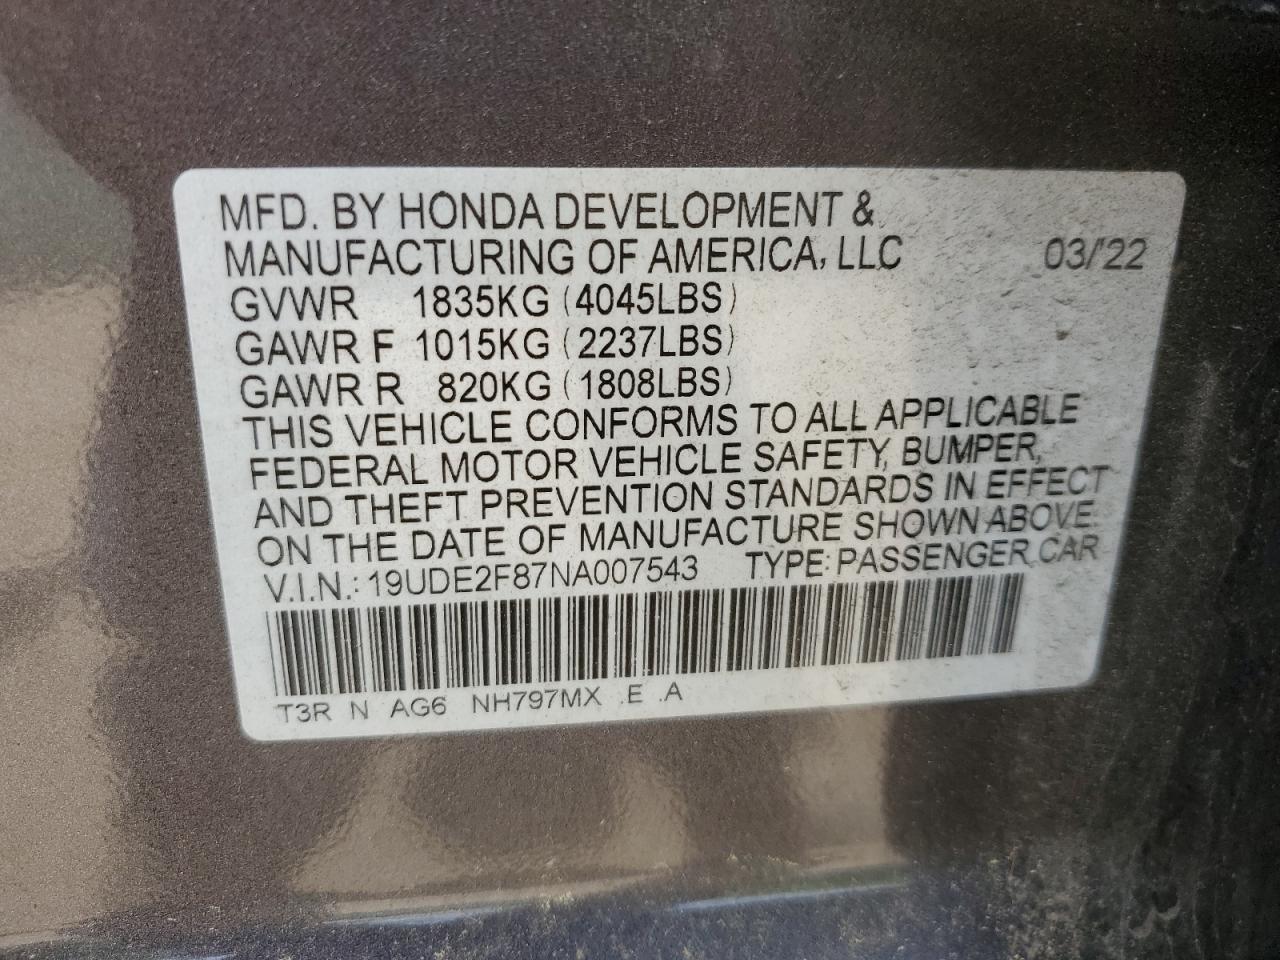 MFD. BY HONDA DEVELOPMENT &
MANUFACTURING OF AMERICA, LLC 03/'22
GVWR 1835KG (4045LBS)
GAWR F 1015KG (2237LBS)
GAWR R 820KG (1808LBS)
THIS VEHICLE CONFORMS TO ALL APPLICABLE
FEDERAL MOTOR VEHICLE SAFETY, BUMPER,
AND THEFT PREVENTION STANDARDS IN EFFECT
ON THE DATE OF MANUFACTURE SHOWN ABOVE.
V.I.N.: 19UDE2F87NA007543 TYPE: PASSENGER CAR
T3R N AG6 NH797MX .E .A